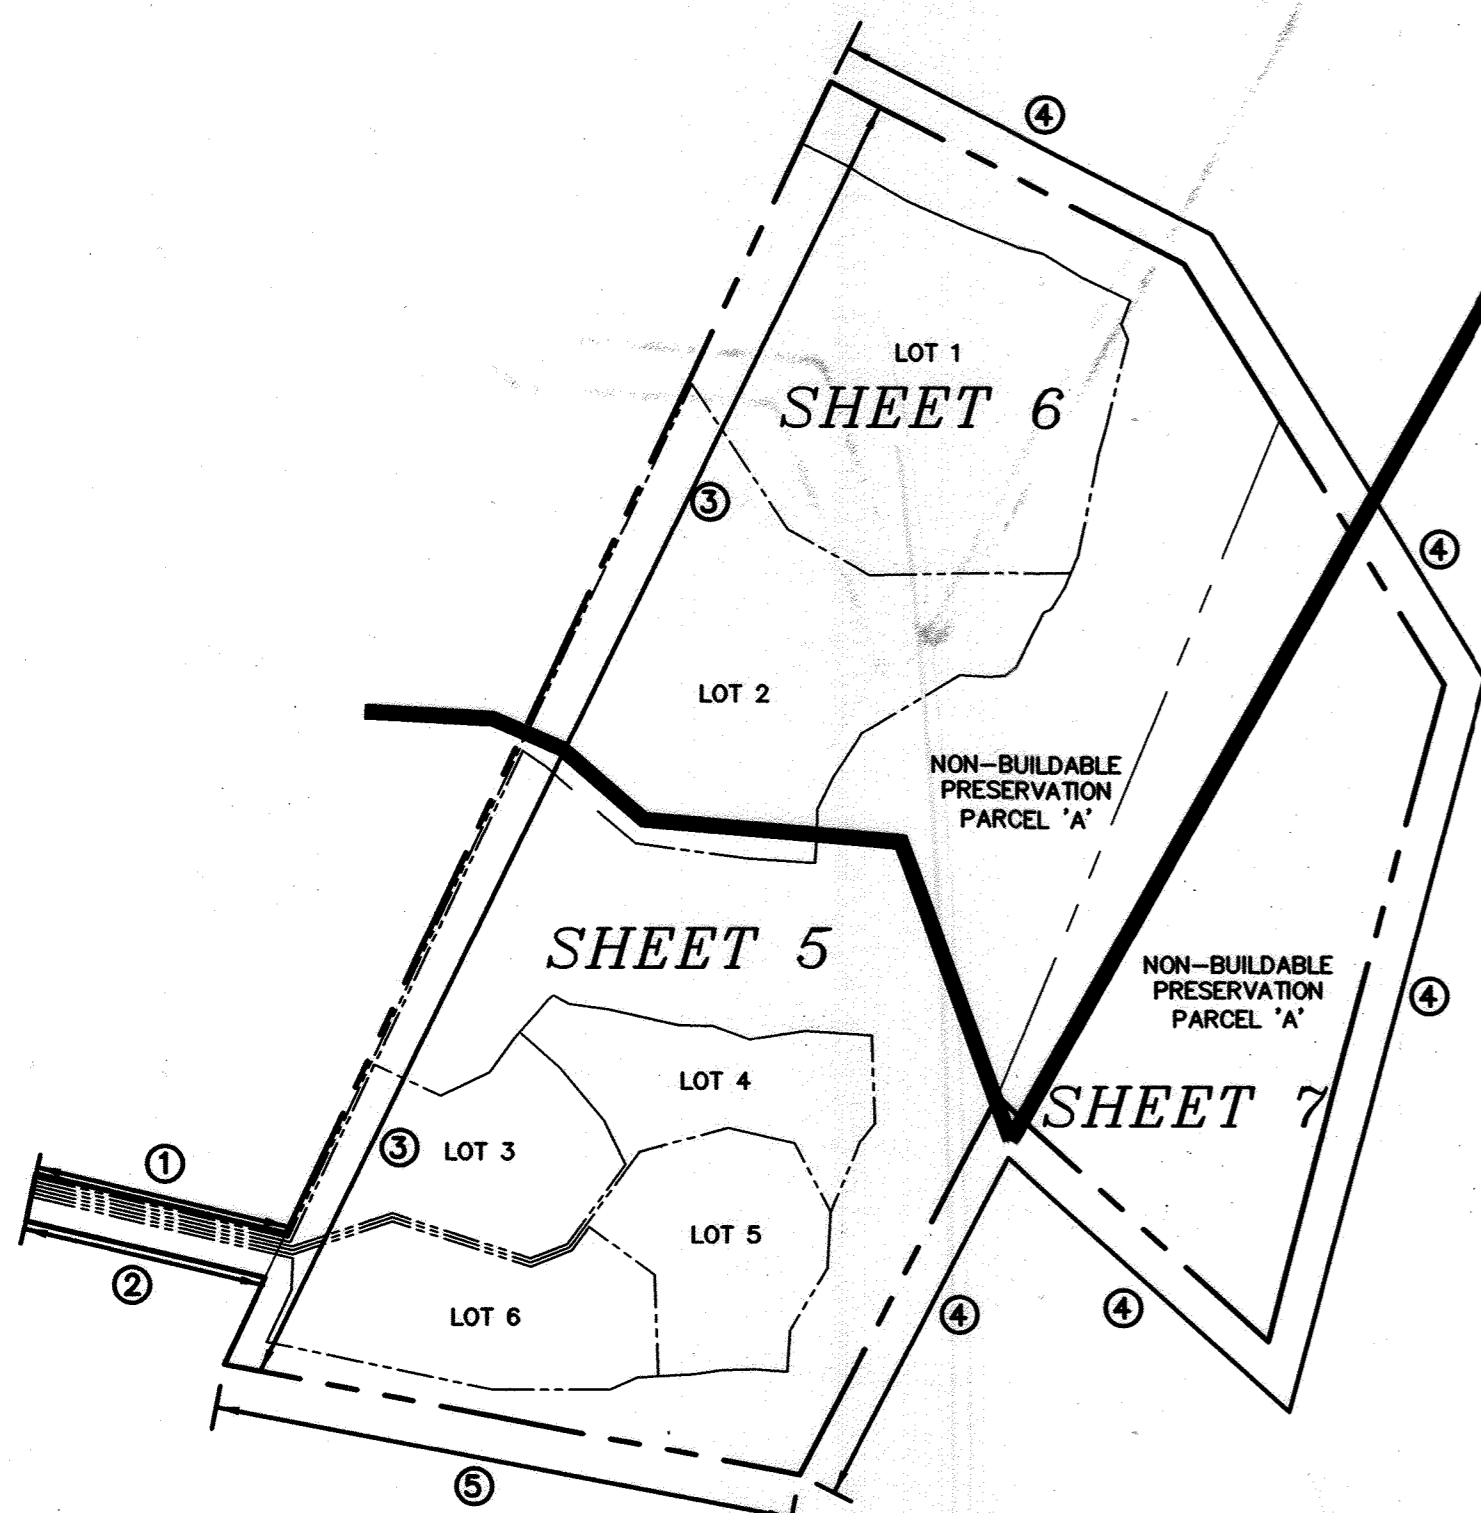 ④
LOT 1
SHEET 6
③
④
LOT 2
NON-BUILDABLE
PRESERVATION
PARCEL 'A'
SHEET 5
NON-BUILDABLE
PRESERVATION
PARCEL 'A'
④
LOT 4
SHEET 7
③
LOT 3
①
LOT 5
②
LOT 6
④
④
⑤